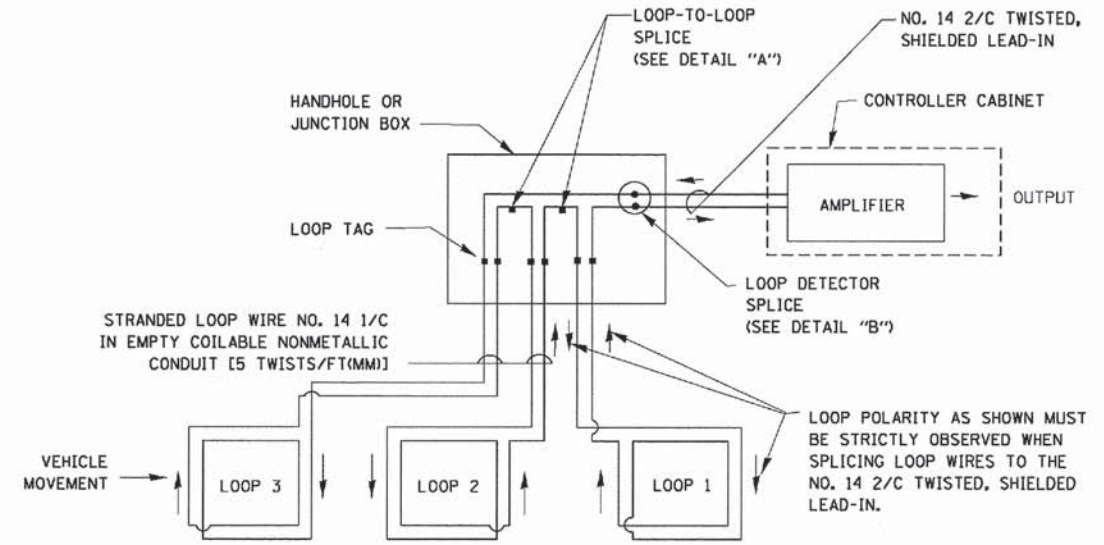 LOOP-TO-LOOP
SPLICE
(SEE DETAIL "A")
NO. 14 2/C TWISTED,
SHIELDED LEAD-IN
HANDHOLE OR
JUNCTION BOX
CONTROLLER CABINET
AMPLIFIER
OUTPUT
LOOP TAG
LOOP DETECTOR
SPLICE
(SEE DETAIL "B")
STRANDED LOOP WIRE NO. 14 1/C
IN EMPTY COILABLE NONMETALLIC
CONDUIT [5 TWISTS/FT(MM)]
LOOP POLARITY AS SHOWN MUST
BE STRICTLY OBSERVED WHEN
SPLICING LOOP WIRES TO THE
NO. 14 2/C TWISTED, SHIELDED
LEAD-IN.
VEHICLE
MOVEMENT
LOOP 3
LOOP 2
LOOP 1